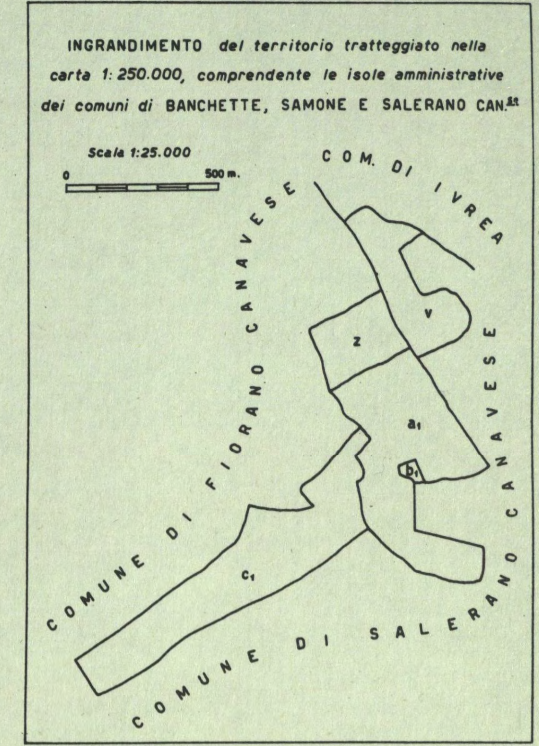 INGRANDIMENTO del territorio tratteggiato nella
carta 1:250.000, comprendente le isole amministrative
dei comuni di BANCHETTE, SAMONE E SALERANO CAN.se
Scala 1:25.000
0 500 m.
COM. DI IVREA
COMUNE DI FIORANO CANAVESE
v
z
a1
b1
c1
COMUNE DI SALERANO CANAVESE